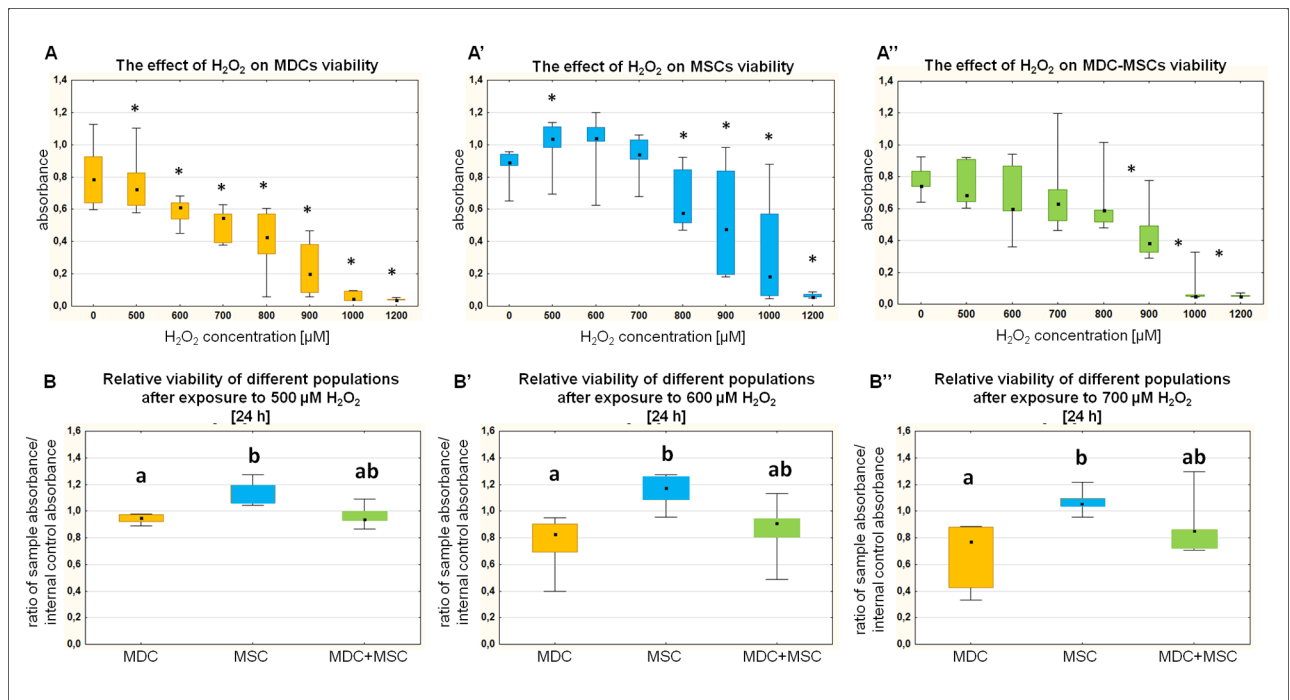 A
The effect of H₂O₂ on MDCs viability
absorbance
1,4
1,2
1,0
0,8
0,6
0,4
0,2
0,0
* * * * * * *
0 500 600 700 800 900 1000 1200
H₂O₂ concentration [µM]
A'
The effect of H₂O₂ on MSCs viability
absorbance
1,4
1,2
1,0
0,8
0,6
0,4
0,2
0,0
* * * * *
0 500 600 700 800 900 1000 1200
H₂O₂ concentration [µM]
A''
The effect of H₂O₂ on MDC-MSCs viability
absorbance
1,4
1,2
1,0
0,8
0,6
0,4
0,2
0,0
* * *
0 500 600 700 800 900 1000 1200
H₂O₂ concentration [µM]
B
Relative viability of different populations
after exposure to 500 µM H₂O₂
[24 h]
ratio of sample absorbance/
internal control absorbance
1,6
1,4
1,2
1,0
0,8
0,6
0,4
0,2
0,0
a b ab
MDC MSC MDC+MSC
B'
Relative viability of different populations
after exposure to 600 µM H₂O₂
[24 h]
ratio of sample absorbance/
internal control absorbance
1,6
1,4
1,2
1,0
0,8
0,6
0,4
0,2
0,0
a b ab
MDC MSC MDC+MSC
B''
Relative viability of different populations
after exposure to 700 µM H₂O₂
[24 h]
ratio of sample absorbance/
internal control absorbance
1,6
1,4
1,2
1,0
0,8
0,6
0,4
0,2
0,0
a b ab
MDC MSC MDC+MSC